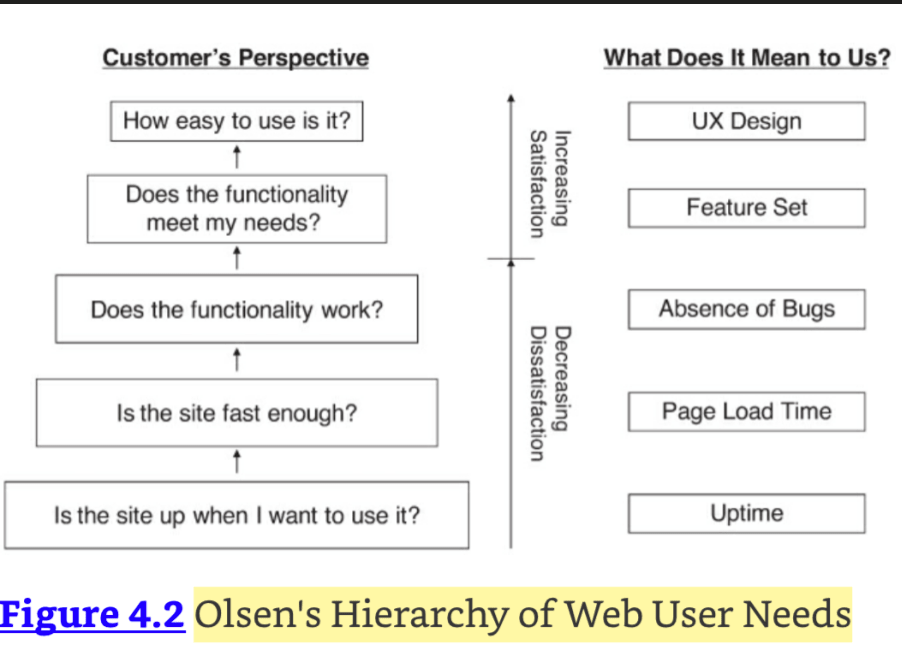 Customer's Perspective
What Does It Mean to Us?
How easy to use is it?
Does the functionality
meet my needs?
Does the functionality work?
Is the site fast enough?
Is the site up when I want to use it?
Increasing
Satisfaction
Decreasing
Dissatisfaction
UX Design
Feature Set
Absence of Bugs
Page Load Time
Uptime
Figure 4.2 Olsen's Hierarchy of Web User Needs